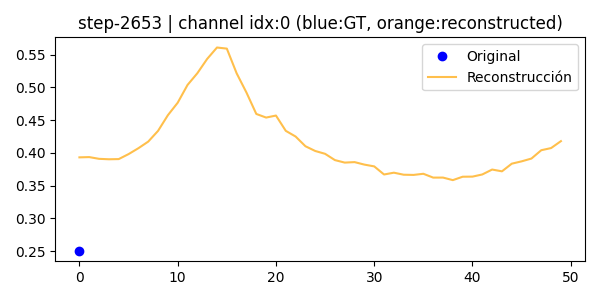 step-2653 | channel idx:0 (blue:GT, orange:reconstructed)
Original
Reconstrucción
0.55
0.50
0.45
0.40
0.35
0.30
0.25
0 10 20 30 40 50